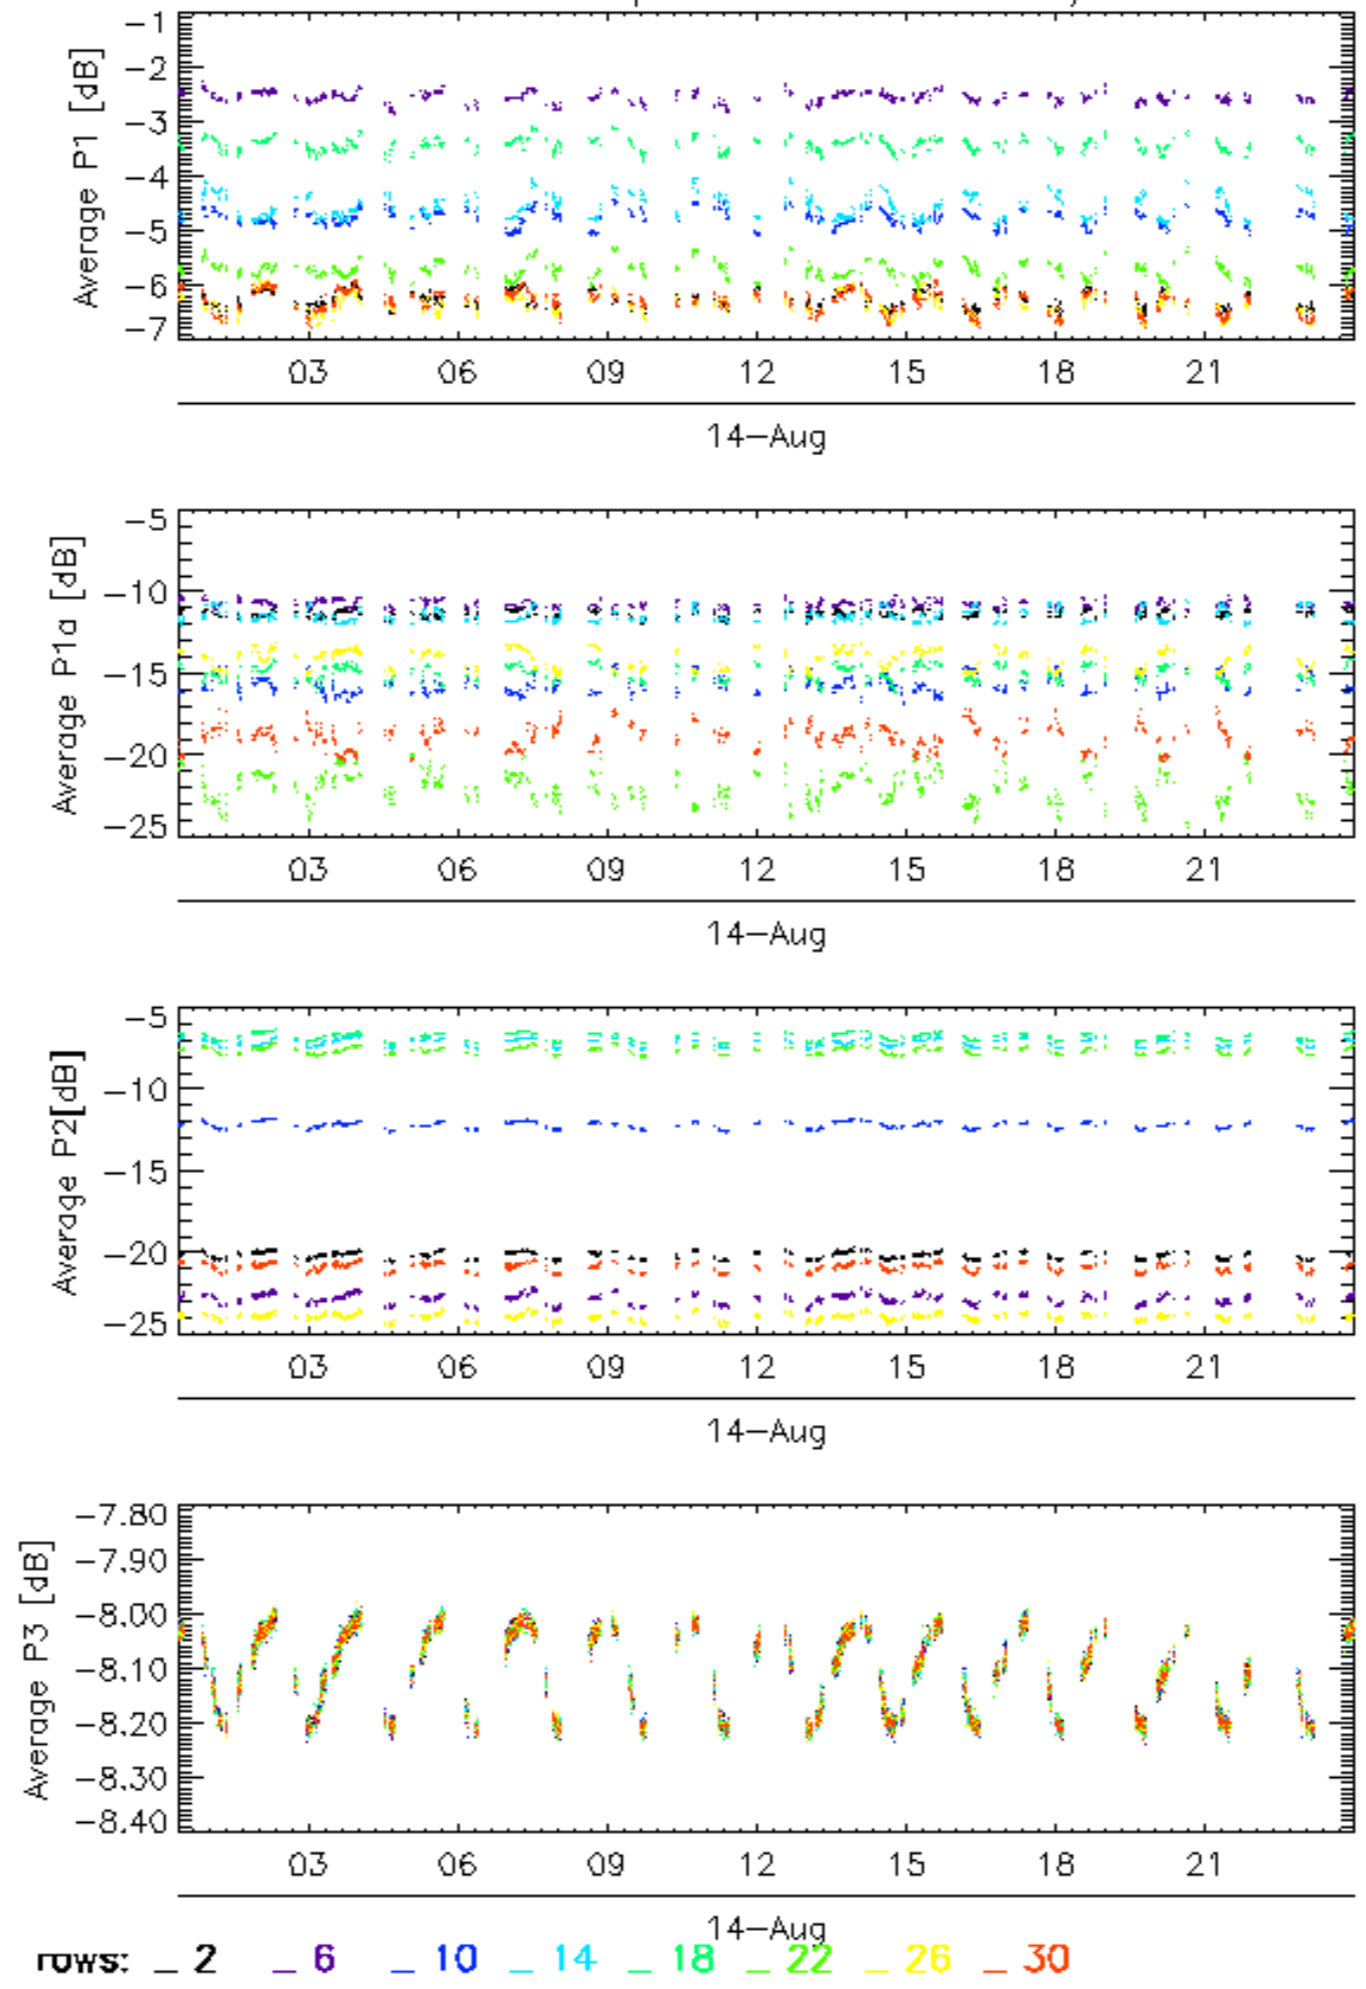 Average P1 [dB]
−1
−2
−3
−4
−5
−6
−7
03 06 09 12 15 18 21
14−Aug
Average P1a [dB]
−5
−10
−15
−20
−25
03 06 09 12 15 18 21
14−Aug
Average P2[dB]
−5
−10
−15
−20
−25
03 06 09 12 15 18 21
14−Aug
Average P3 [dB]
−7.80
−7.90
−8.00
−8.10
−8.20
−8.30
−8.40
03 06 09 12 15 18 21
14−Aug
rows: _ 2 _ 6 _ 10 _ 14 _ 18 _ 22 _ 26 _ 30